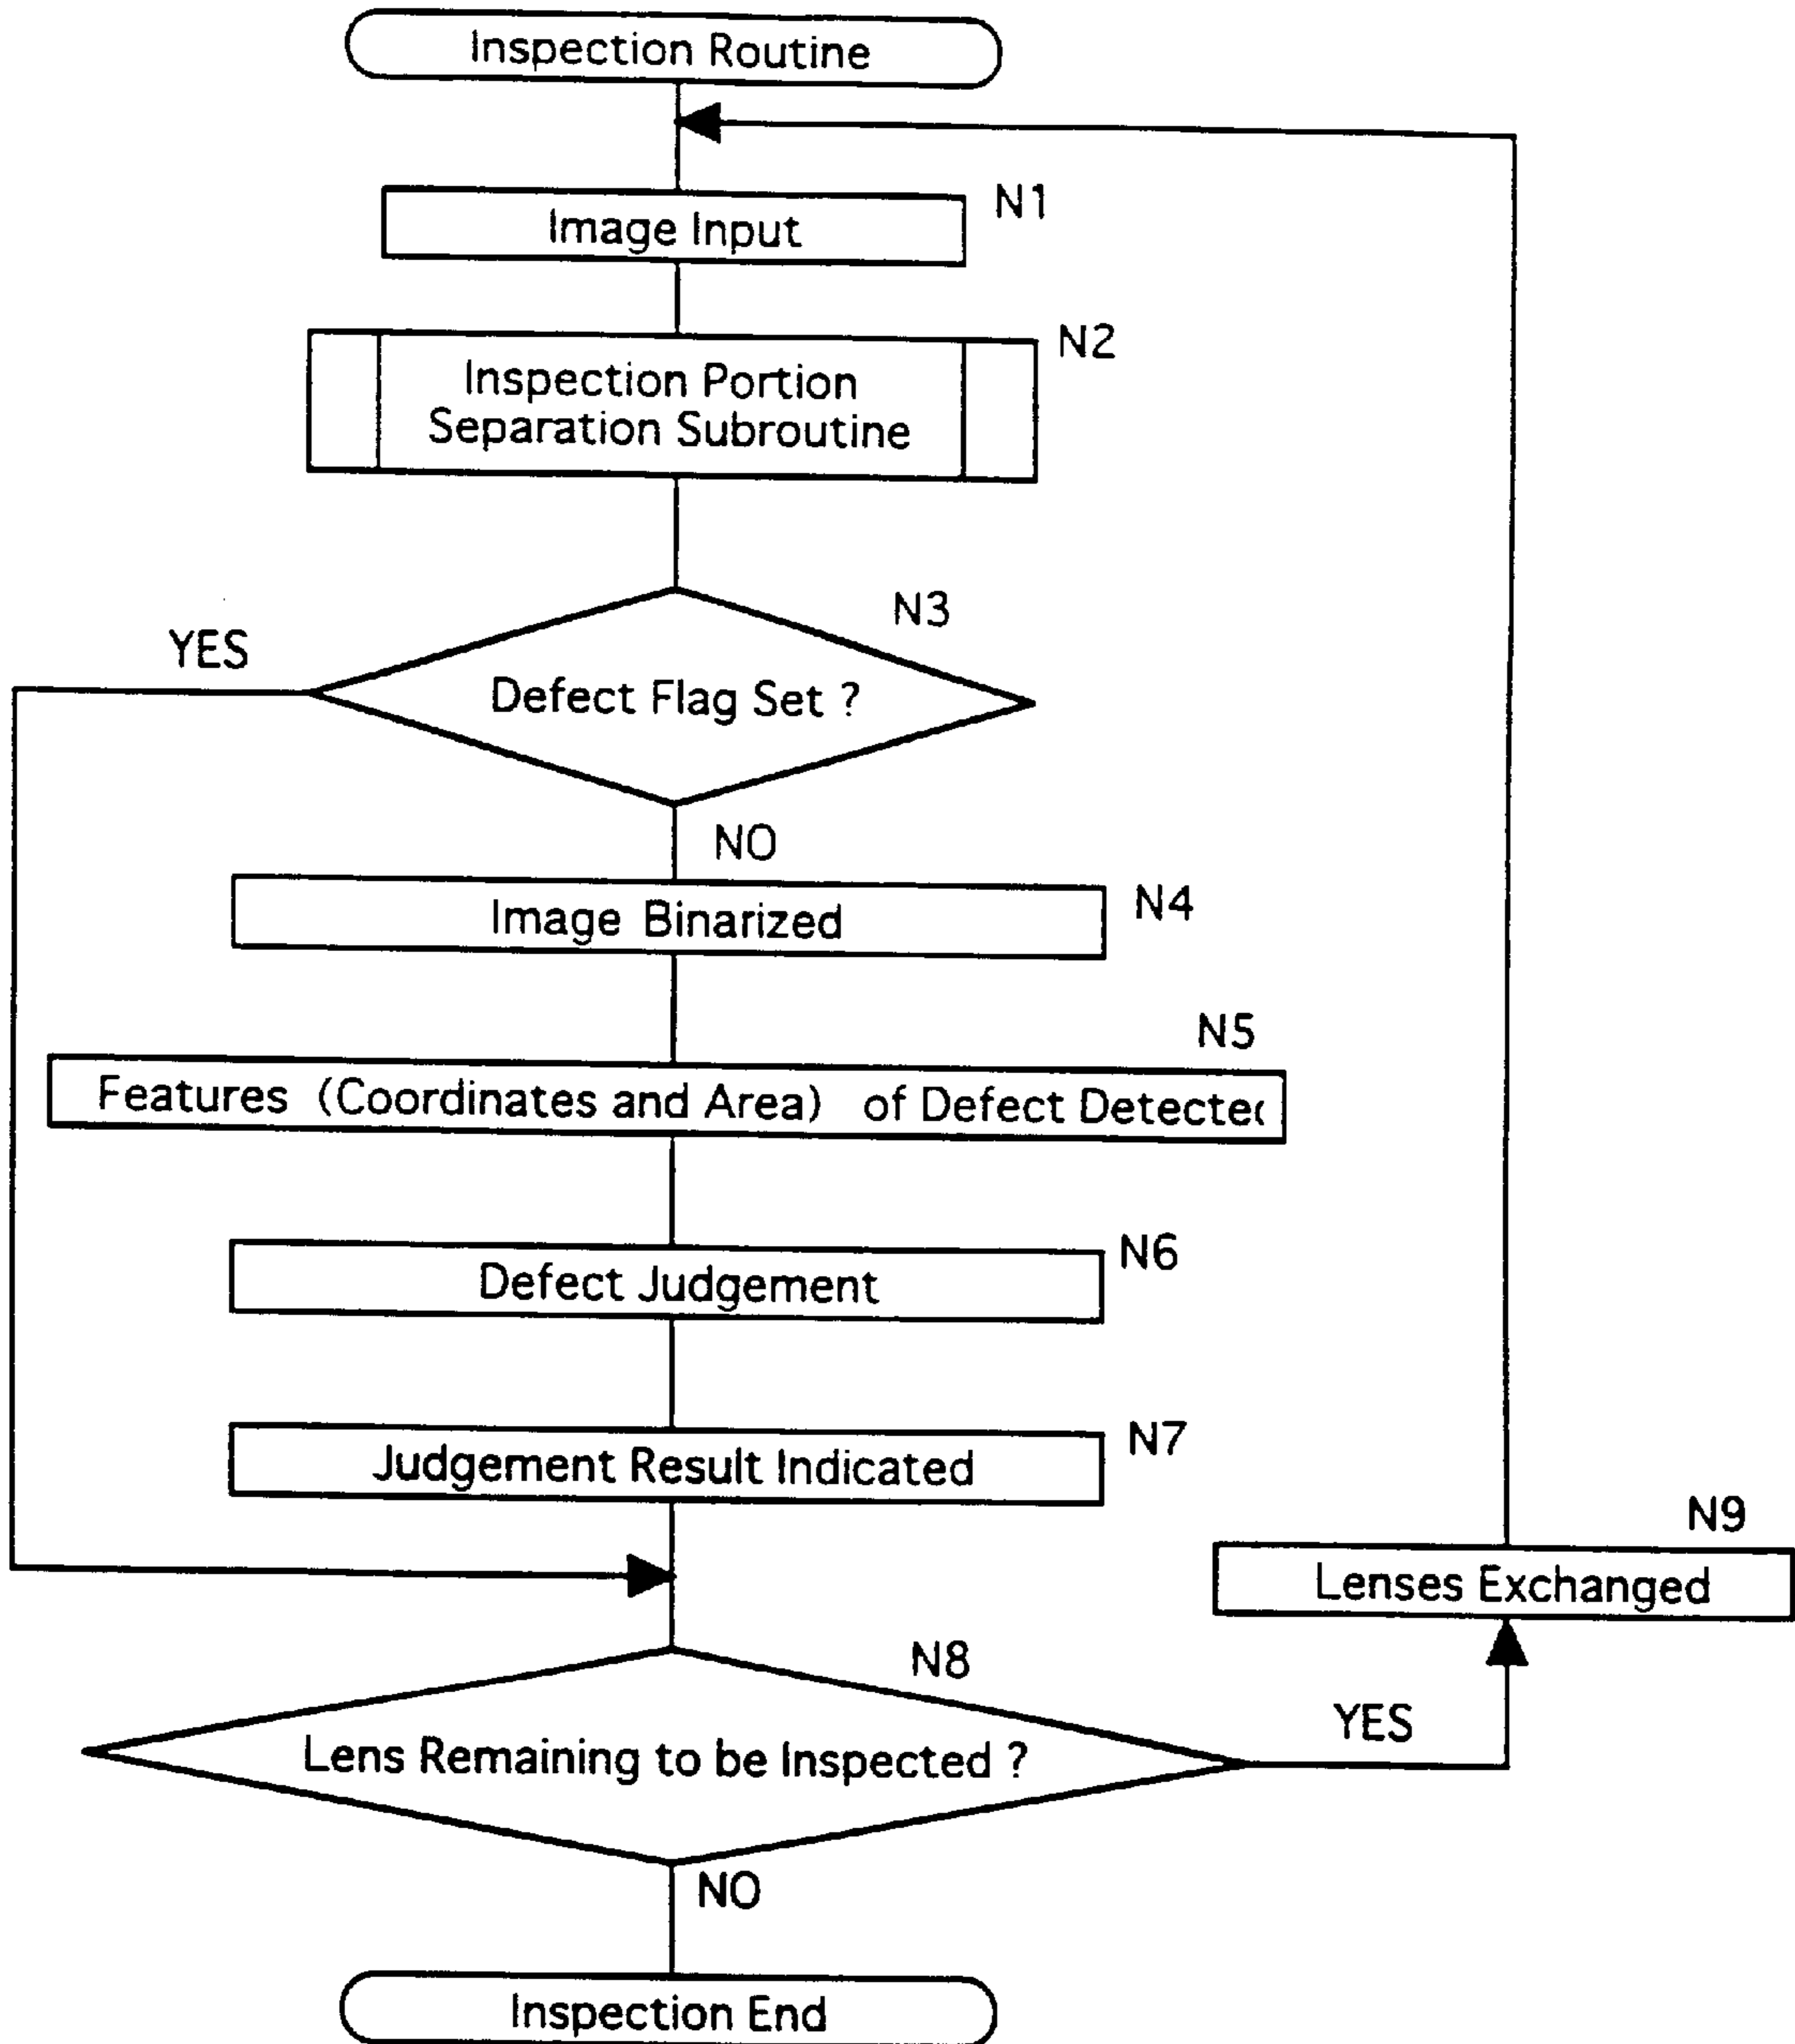 Inspection Routine
Image Input
N1
Inspection Portion
Separation Subroutine
N2
N3
YES
Defect Flag Set ?
NO
Image Binarized
N4
N5
Features (Coordinates and Area) of Defect Detected
Defect Judgement
N6
Judgement Result Indicated
N7
N9
Lenses Exchanged
N8
YES
Lens Remaining to be Inspected ?
NO
Inspection End